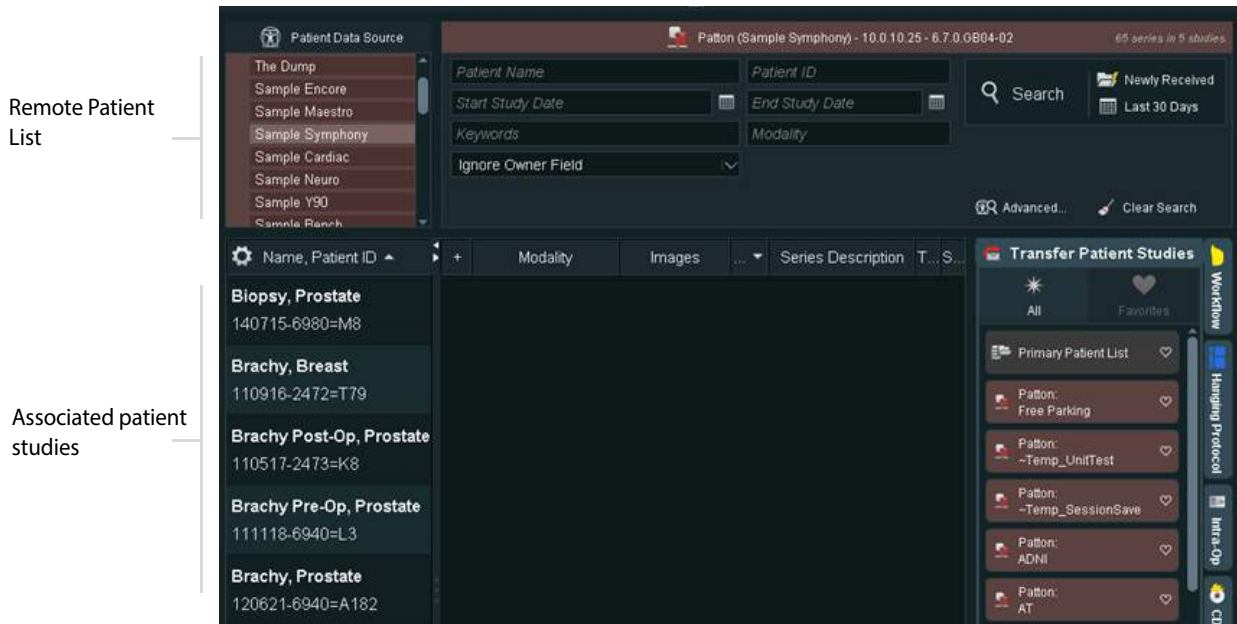 Remote Patient
List
Associated patient
studies
Patient Data Source
The Dump
Sample Encore
Sample Maestro
Sample Symphony
Sample Cardiac
Sample Neuro
Sample Y90
Sample Bench
Patton (Sample Symphony) - 10.0.10.25 - 6.7.0.GB04-02
65 series in 5 studies
Patient Name
Patient ID
Start Study Date
End Study Date
Keywords
Modality
Ignore Owner Field
Search
Newly Received
Last 30 Days
Advanced...
Clear Search
Name, Patient ID
Biopsy, Prostate
140715-6980=M8
Brachy, Breast
110916-2472=T79
Brachy Post-Op, Prostate
110517-2473=K8
Brachy Pre-Op, Prostate
111118-6940=L3
Brachy, Prostate
120621-6940=A182
+ Modality Images ... Series Description T... S...
Transfer Patient Studies
All
Favorites
Primary Patient List
Patton:
Free Parking
Patton:
~Temp_UnitTest
Patton:
~Temp_SessionSave
Patton:
ADNI
Patton:
AT
Workflow
Hanging Protocol
Intra-Op
CD